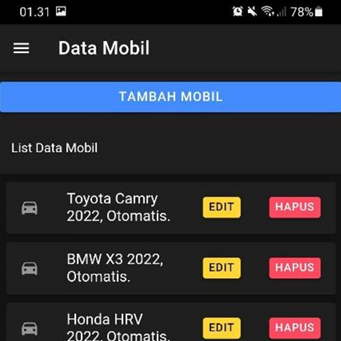 01.31 78%
Data Mobil
TAMBAH MOBIL
List Data Mobil
Toyota Camry
2022, Otomatis.
EDIT
HAPUS
BMW X3 2022,
Otomatis.
EDIT
HAPUS
Honda HRV
2022, Otomatis.
EDIT
HAPUS